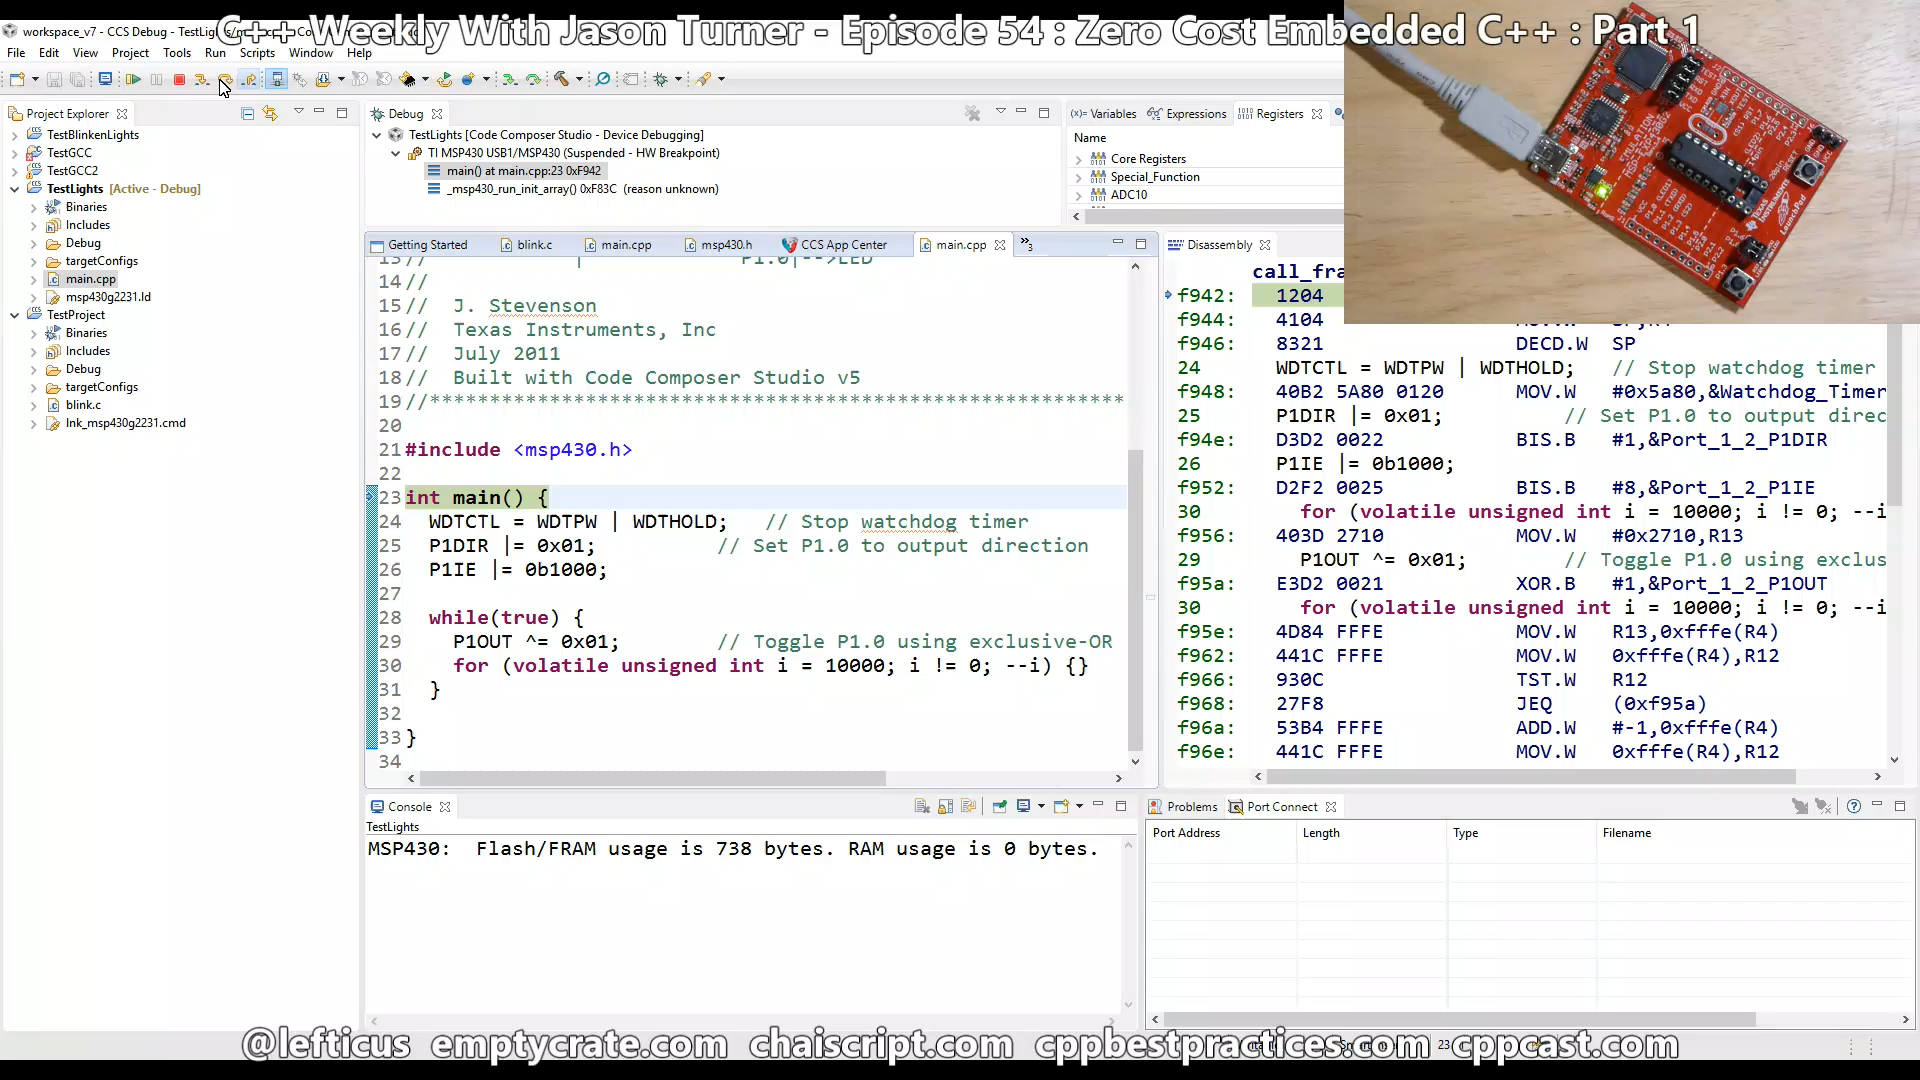 C++ Weekly With Jason Turner - Episode 54 : Zero Cost Embedded C++ : Part 1
workspace_v7 - CCS Debug - TestLights/m
File Edit View Project Tools Run Scripts Window Help
Project Explorer
TestBlinkenLights
TestGCC
TestGCC2
TestLights [Active - Debug]
Binaries
Includes
Debug
targetConfigs
main.cpp
msp430g2231.ld
TestProject
Binaries
Includes
Debug
targetConfigs
blink.c
lnk_msp430g2231.cmd
Debug
TestLights [Code Composer Studio - Device Debugging]
TI MSP430 USB1/MSP430 (Suspended - HW Breakpoint)
main() at main.cpp:23 0xF942
_msp430_run_init_array() 0xF83C (reason unknown)
(x)= Variables Expressions Registers
Name
Core Registers
Special_Function
ADC10
Getting Started blink.c main.cpp msp430.h CCS App Center main.cpp »3
13 // | P1.0|-->LED
14 //
15 // J. Stevenson
16 // Texas Instruments, Inc
17 // July 2011
18 // Built with Code Composer Studio v5
19 //**********************************************************
20
21 #include <msp430.h>
22
23 int main() {
24 WDTCTL = WDTPW | WDTHOLD; // Stop watchdog timer
25 P1DIR |= 0x01; // Set P1.0 to output direction
26 P1IE |= 0b1000;
27
28 while(true) {
29 P1OUT ^= 0x01; // Toggle P1.0 using exclusive-OR
30 for (volatile unsigned int i = 10000; i != 0; --i) {}
31 }
32
33 }
34
Disassembly
call_fra
f942: 1204
f944: 4104
f946: 8321 DECD.W SP
24 WDTCTL = WDTPW | WDTHOLD; // Stop watchdog timer
f948: 40B2 5A80 0120 MOV.W #0x5a80,&Watchdog_Timer
25 P1DIR |= 0x01; // Set P1.0 to output direc
f94e: D3D2 0022 BIS.B #1,&Port_1_2_P1DIR
26 P1IE |= 0b1000;
f952: D2F2 0025 BIS.B #8,&Port_1_2_P1IE
30 for (volatile unsigned int i = 10000; i != 0; --i
f956: 403D 2710 MOV.W #0x2710,R13
29 P1OUT ^= 0x01; // Toggle P1.0 using exclus
f95a: E3D2 0021 XOR.B #1,&Port_1_2_P1OUT
30 for (volatile unsigned int i = 10000; i != 0; --i
f95e: 4D84 FFFE MOV.W R13,0xfffe(R4)
f962: 441C FFFE MOV.W 0xfffe(R4),R12
f966: 930C TST.W R12
f968: 27F8 JEQ (0xf95a)
f96a: 53B4 FFFE ADD.W #-1,0xfffe(R4)
f96e: 441C FFFE MOV.W 0xfffe(R4),R12
Console
TestLights
MSP430: Flash/FRAM usage is 738 bytes. RAM usage is 0 bytes.
Problems Port Connect
Port Address Length Type Filename
@lefticus emptycrate.com chaiscript.com cppbestpractices.com cppcast.com